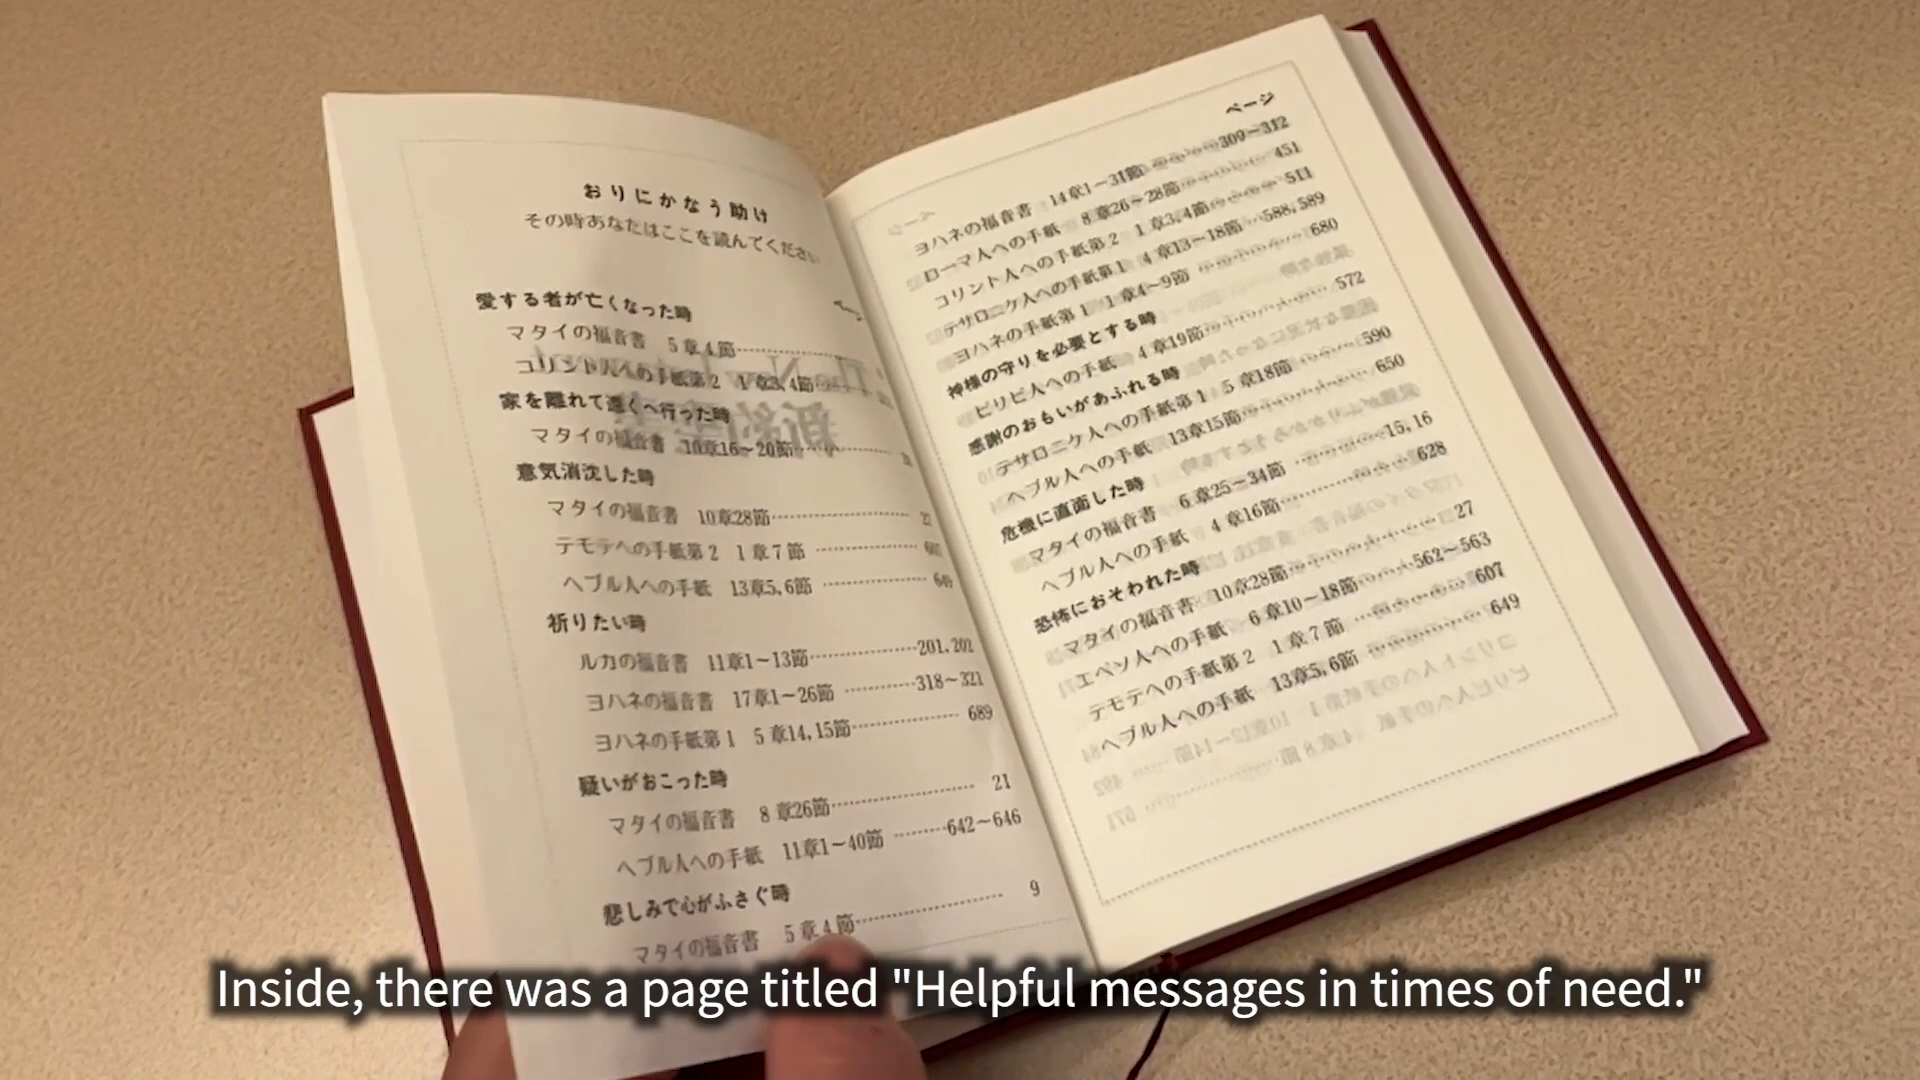 おりにかなう助け
その時あなたはここを読んでください
愛する者が亡くなった時
マタイの福音書 5章4節
コリント人への手紙第2 1章3,4節
家を離れて遠くへ行った時
マタイの福音書 10章16～20節
意気消沈した時
マタイの福音書 10章28節
テモテへの手紙第2 1章7節
ヘブル人への手紙 13章5,6節 649
祈りたい時
ルカの福音書 11章1～13節 201,202
ヨハネの福音書 17章1～26節 318～321
ヨハネの手紙第1 5章14,15節 689
疑いがおこった時
マタイの福音書 8章26節 21
ヘブル人への手紙 11章1～40節 642～646
悲しみで心がふさぐ時
マタイの福音書 5章4節 9
ページ
ヨハネの福音書 14章1～31節 309～312
ローマ人への手紙 8章26～28節 451
コリント人への手紙第2 1章3,4節 511
テサロニケ人への手紙第1 4章13～18節 588,589
ヨハネの手紙第1 1章4～9節 680
神様の守りを必要とする時
ピリピ人への手紙 4章19節 572
感謝のおもいがあふれる時
テサロニケ人への手紙第1 5章18節 590
ヘブル人への手紙 13章15節 650
危機に直面した時
マタイの福音書 6章25～34節 15,16
ヘブル人への手紙 4章16節 628
恐怖におそわれた時
マタイの福音書 10章28節 27
エペソ人への手紙 6章10～18節 562～563
テモテへの手紙第2 1章7節 607
ヘブル人への手紙 13章5,6節 649
Inside, there was a page titled "Helpful messages in times of need."